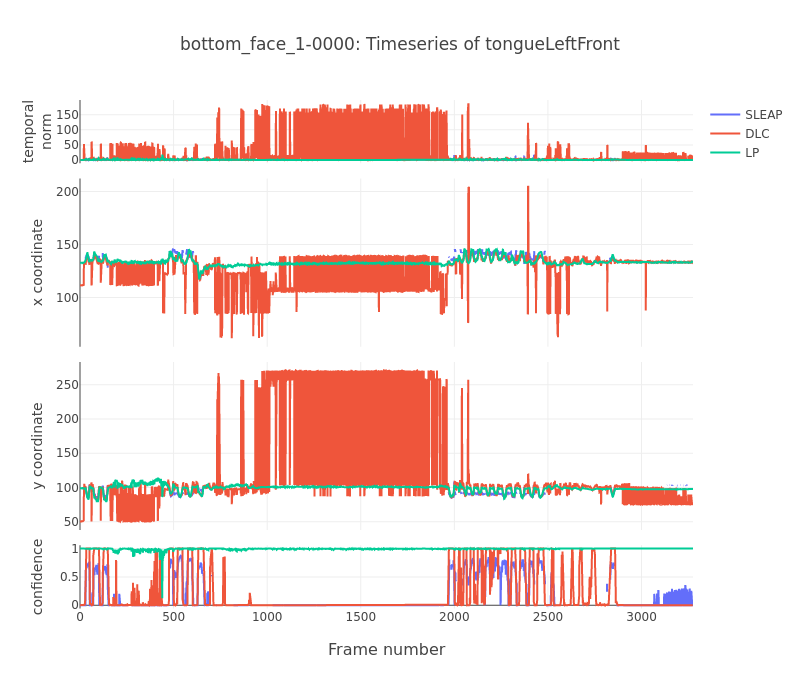 bottom_face_1-0000: Timeseries of tongueLeftFront
temporal
norm
150
100
50
0
SLEAP
DLC
LP
x coordinate
200
150
100
y coordinate
250
200
150
100
50
confidence
1
0.5
0
0
500
1000
1500
2000
2500
3000
Frame number